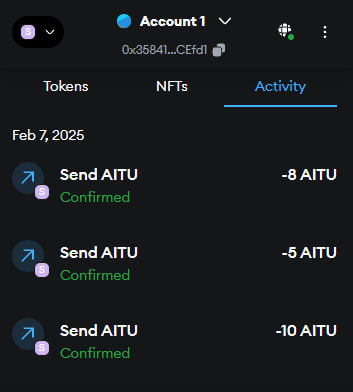 S
Account 1
0x35841...CEfd1
Tokens NFTs Activity
Feb 7, 2025
Send AITU -8 AITU
S
Confirmed
Send AITU -5 AITU
S
Confirmed
Send AITU -10 AITU
S
Confirmed